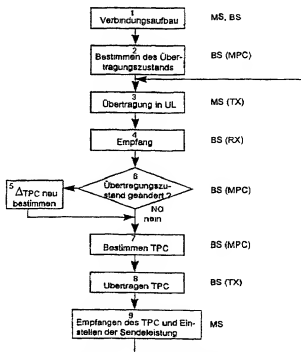 1
Verbindungsaufbau
MS, BS
2
Bestimmen des Über-
tragungszustands
BS (MPC)
3
Übertragung in UL
MS (TX)
4
Empfang
BS (RX)
6
Übertragungszu-
stand geändert ?
BS (MPC)
5 ΔTPC neu
bestimmen
NO
nein
7
Bestimmen TPC
BS (MPC)
8
Übertragen TPC
BS (TX)
9
Empfangen des TPC und Ein-
stellen der Sendeleistung
MS